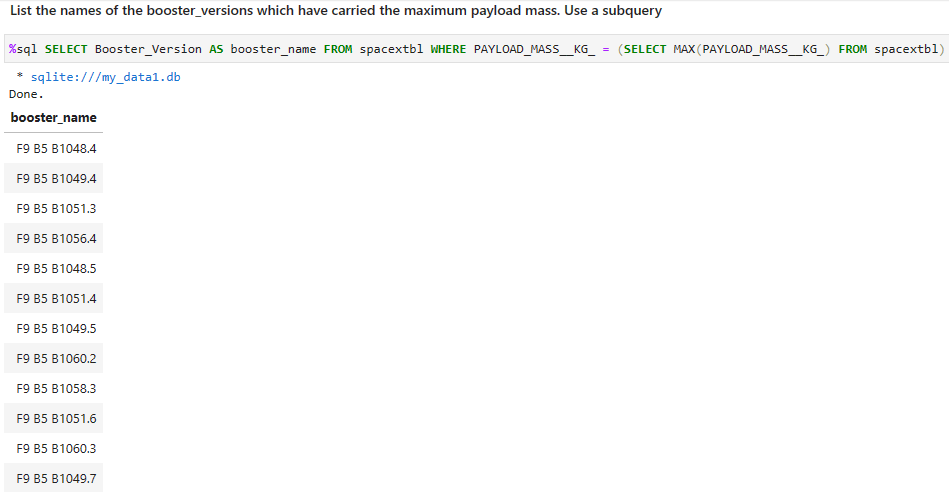 List the names of the booster_versions which have carried the maximum payload mass. Use a subquery
%sql SELECT Booster_Version AS booster_name FROM spacextbl WHERE PAYLOAD_MASS__KG_ = (SELECT MAX(PAYLOAD_MASS__KG_) FROM spacextbl)
* sqlite:///my_data1.db
Done.
booster_name
F9 B5 B1048.4
F9 B5 B1049.4
F9 B5 B1051.3
F9 B5 B1056.4
F9 B5 B1048.5
F9 B5 B1051.4
F9 B5 B1049.5
F9 B5 B1060.2
F9 B5 B1058.3
F9 B5 B1051.6
F9 B5 B1060.3
F9 B5 B1049.7